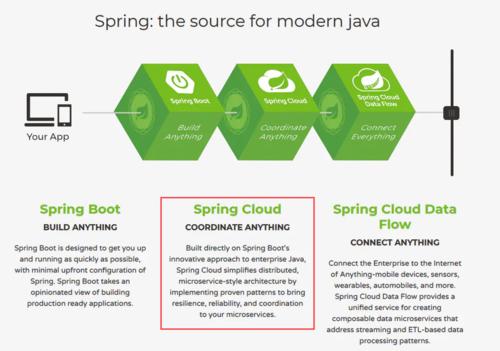 Spring: the source for modern java
Spring Boot
Build
Anything
Spring Cloud
Coordinate
Anything
Spring Cloud
Data Flow
Connect
Everything
Your App
Spring Boot
BUILD ANYTHING
Spring Boot is designed to get you up
and running as quickly as possible,
with minimal upfront configuration of
Spring. Spring Boot takes an
opinionated view of building
production ready applications.
Spring Cloud
COORDINATE ANYTHING
Built directly on Spring Boot's
innovative approach to enterprise Java,
Spring Cloud simplifies distributed,
microservice-style architecture by
implementing proven patterns to bring
resilience, reliability, and coordination
to your microservices.
Spring Cloud Data
Flow
CONNECT ANYTHING
Connect the Enterprise to the Internet
of Anything-mobile devices, sensors,
wearables, automobiles, and more.
Spring Cloud Data Flow provides a
unified service for creating
composable data microservices that
address streaming and ETL-based data
processing patterns.